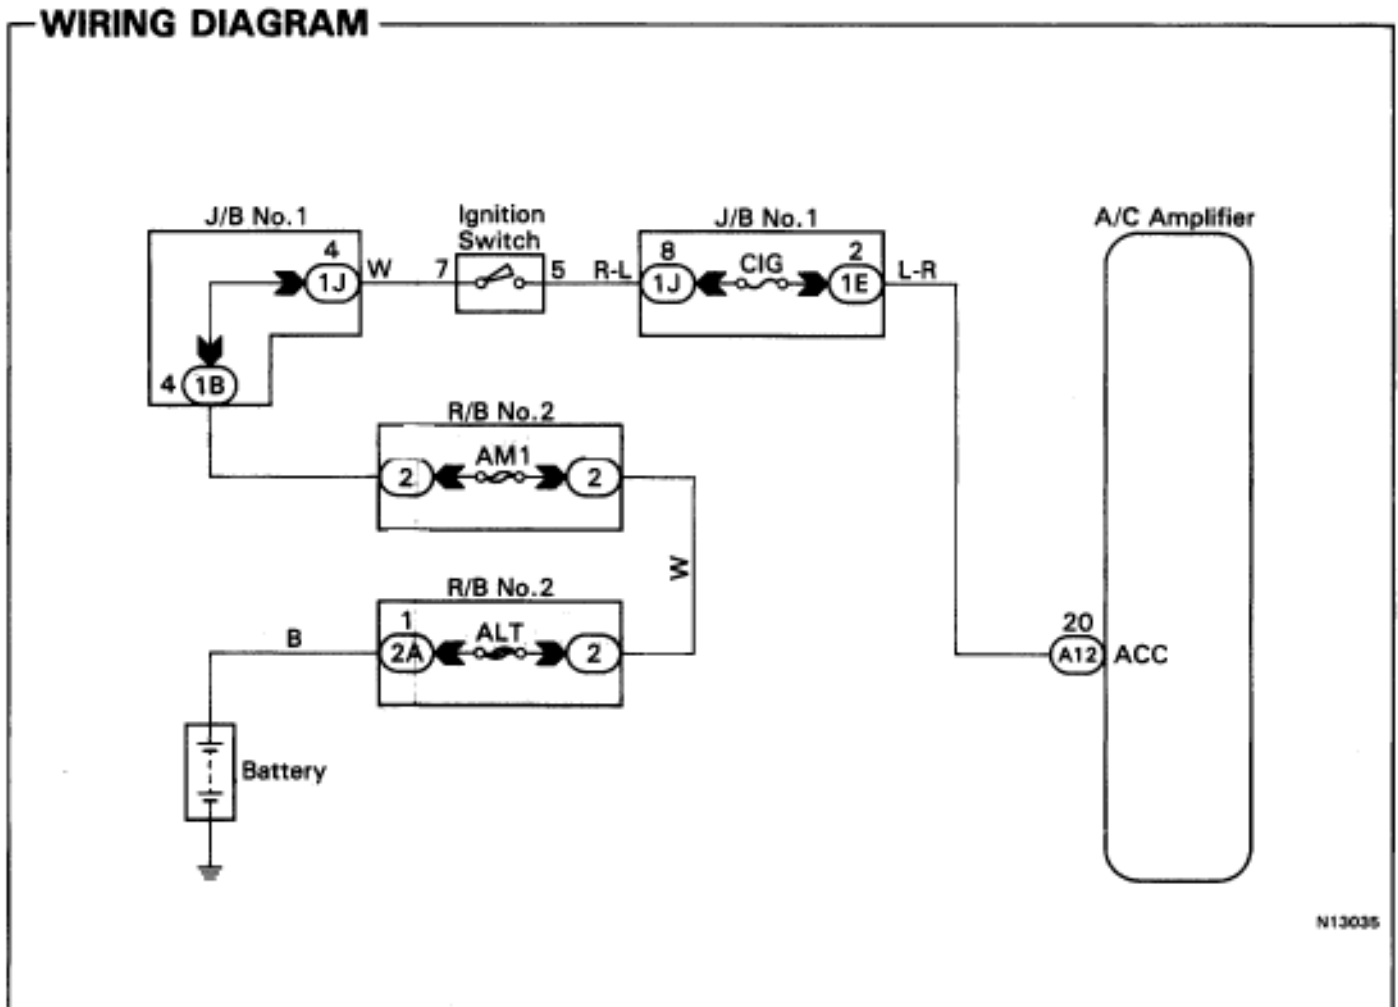 WIRING DIAGRAM
J/B No.1
Ignition
Switch
J/B No.1
A/C Amplifier
4
1J
W
7
5
R-L
8
1J
CIG
2
1E
L-R
4
1B
R/B No.2
2
AM1
2
W
R/B No.2
1
2A
ALT
2
B
20
A12
ACC
Battery
N13035